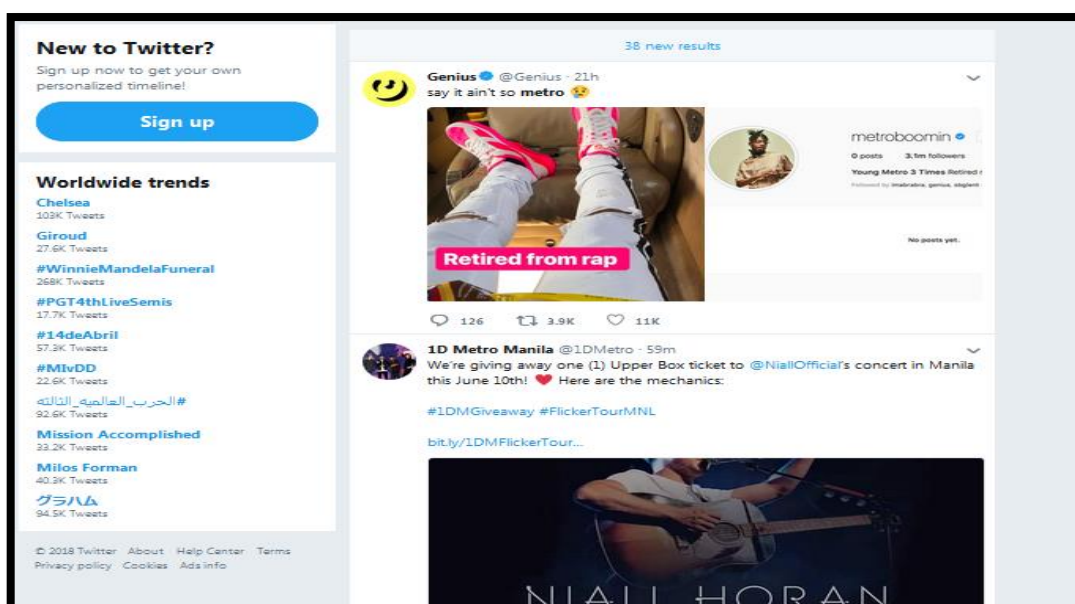 New to Twitter?
Sign up now to get your own
personalized timeline!
Sign up
Worldwide trends
Chelsea
103K Tweets
Giroud
27.6K Tweets
#WinnieMandelaFuneral
268K Tweets
#PGT4thLiveSemis
17.7K Tweets
#14deAbril
57.3K Tweets
#MIvDD
22.6K Tweets
#الحرب_العالميه_الثالثه
92.6K Tweets
Mission Accomplished
33.2K Tweets
Milos Forman
40.3K Tweets
グラハム
94.5K Tweets
© 2018 Twitter About Help Center Terms
Privacy policy Cookies Ads info
38 new results
Genius @Genius · 21h
say it ain't so metro 😢
Retired from rap
metroboomin
0 posts 3.1m followers
Young Metro 3 Times Retired
Followed by imabrabra, genius,
No posts yet.
126 3.9K 11K
1D Metro Manila @1DMetro · 59m
We're giving away one (1) Upper Box ticket to @NiallOfficial's concert in Manila
this June 10th! ❤ Here are the mechanics:
#1DMGiveaway #FlickerTourMNL
bit.ly/1DMFlickerTour...
NIALL HORAN